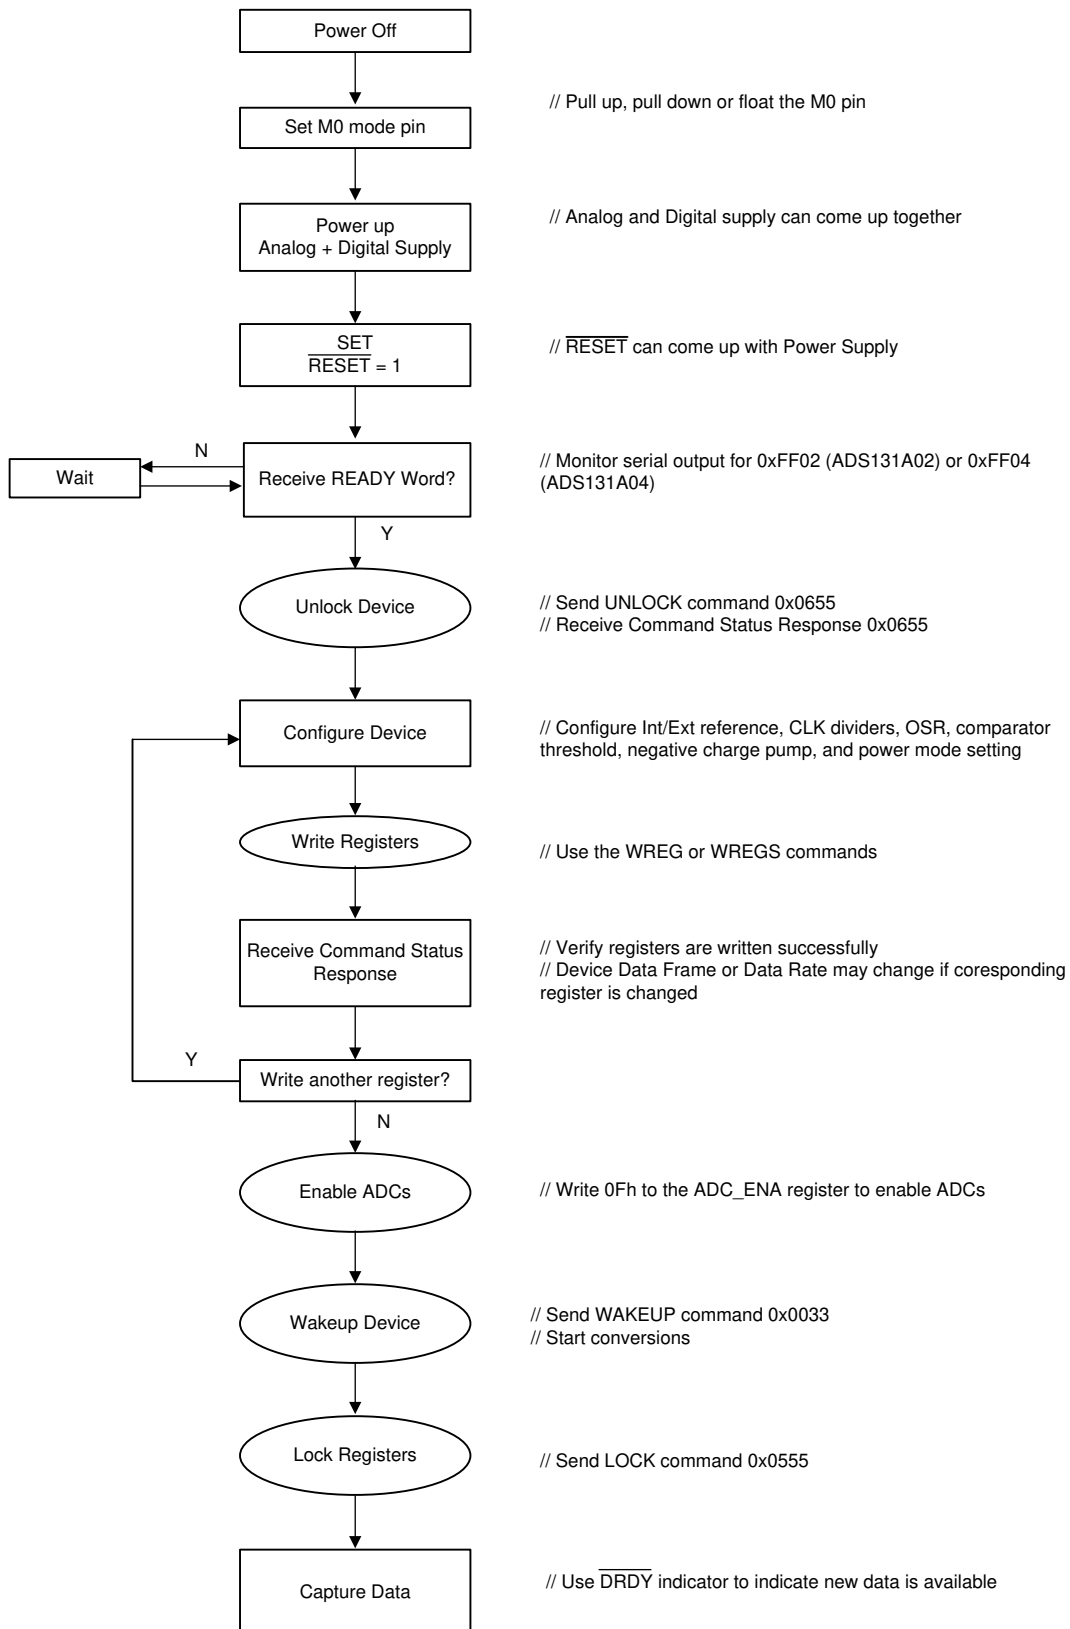 Power Off
// Pull up, pull down or float the M0 pin
Set M0 mode pin
Power up
Analog + Digital Supply
// Analog and Digital supply can come up together
SET
R̅E̅S̅E̅T̅ = 1
// R̅E̅S̅E̅T̅ can come up with Power Supply
N
Wait
Receive READY Word?
// Monitor serial output for 0xFF02 (ADS131A02) or 0xFF04
(ADS131A04)
Y
Unlock Device
// Send UNLOCK command 0x0655
// Receive Command Status Response 0x0655
Configure Device
// Configure Int/Ext reference, CLK dividers, OSR, comparator
threshold, negative charge pump, and power mode setting
Write Registers
// Use the WREG or WREGS commands
Receive Command Status
Response
// Verify registers are written successfully
// Device Data Frame or Data Rate may change if coresponding
register is changed
Y
Write another register?
N
Enable ADCs
// Write 0Fh to the ADC_ENA register to enable ADCs
Wakeup Device
// Send WAKEUP command 0x0033
// Start conversions
Lock Registers
// Send LOCK command 0x0555
Capture Data
// Use D̅R̅D̅Y̅ indicator to indicate new data is available